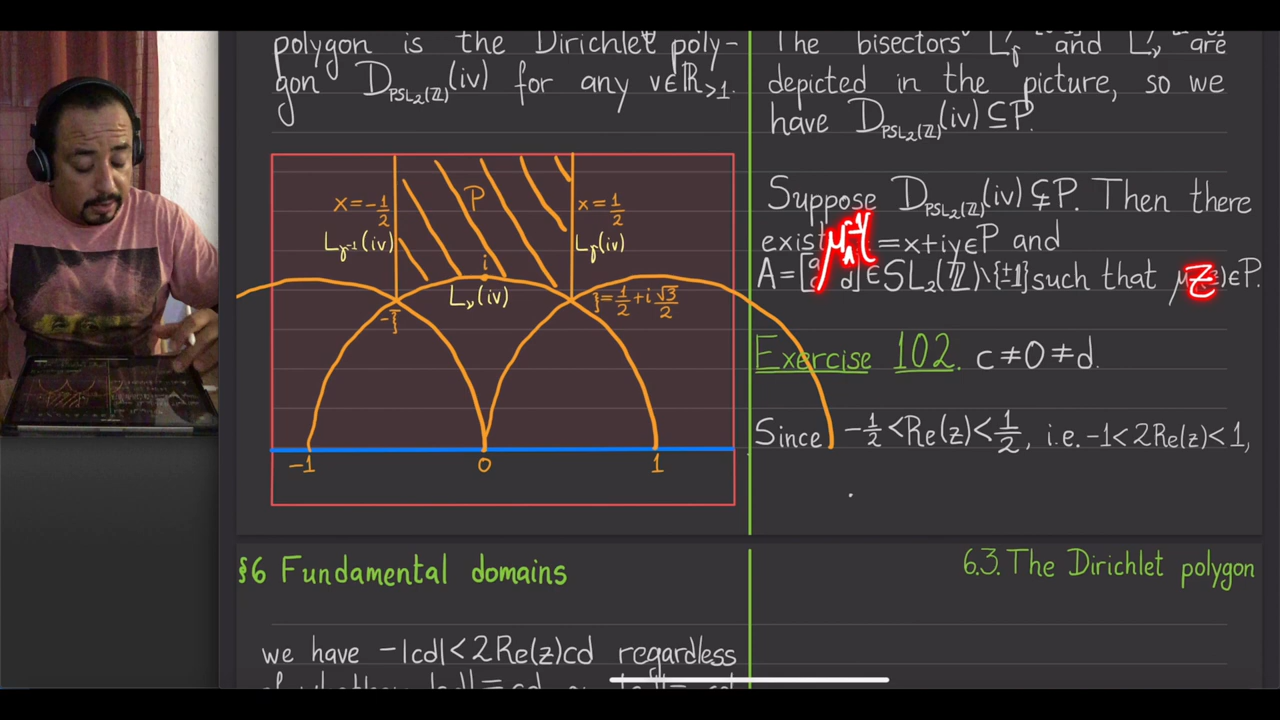 polygon is the Dirichlet poly-
gon D_PSL₂(ℤ)(iv) for any v∈ℝ>1.
x=-1/2
P
x=1/2
L_γ⁻¹(iv)
L_γ(iv)
i
L_ν(iv)
-ξ̄
ξ=1/2+i√3/2
-1
0
1
The bisectors L_γ and L_ν are
depicted in the picture, so we
have D_PSL₂(ℤ)(iv)⊆P.
Suppose D_PSL₂(ℤ)(iv)⊊P. Then there
=x+iy∈P and
A=[ d]∈SL₂(ℤ)\{±1} such that )∈P.
μ_A⁻¹
z
Exercise 102. c≠0≠d.
Since -1/2<Re(z)<1/2, i.e. -1<2Re(z)<1,
§6 Fundamental domains
6.3. The Dirichlet polygon
we have -|cd|<2Re(z)cd regardless